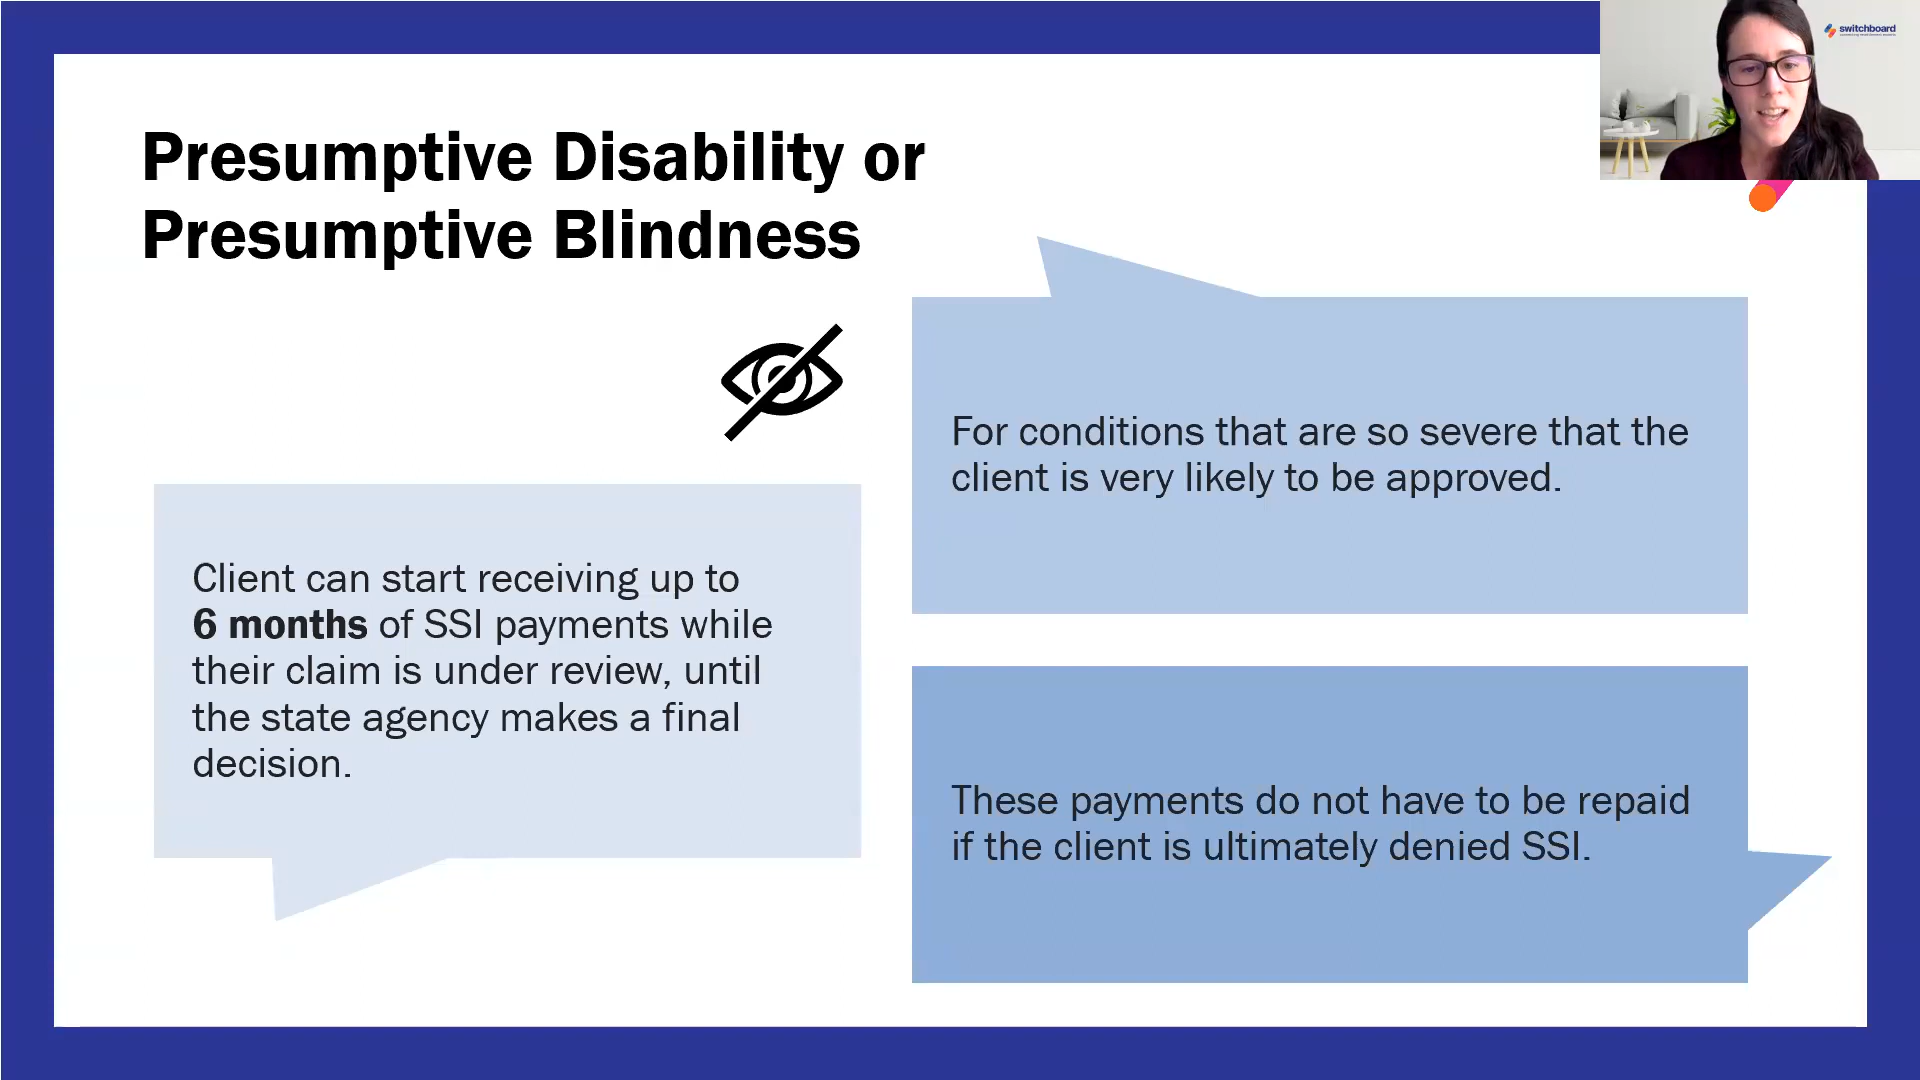 switchboard
Presumptive Disability or
Presumptive Blindness
For conditions that are so severe that the
client is very likely to be approved.
Client can start receiving up to
6 months of SSI payments while
their claim is under review, until
the state agency makes a final
decision.
These payments do not have to be repaid
if the client is ultimately denied SSI.